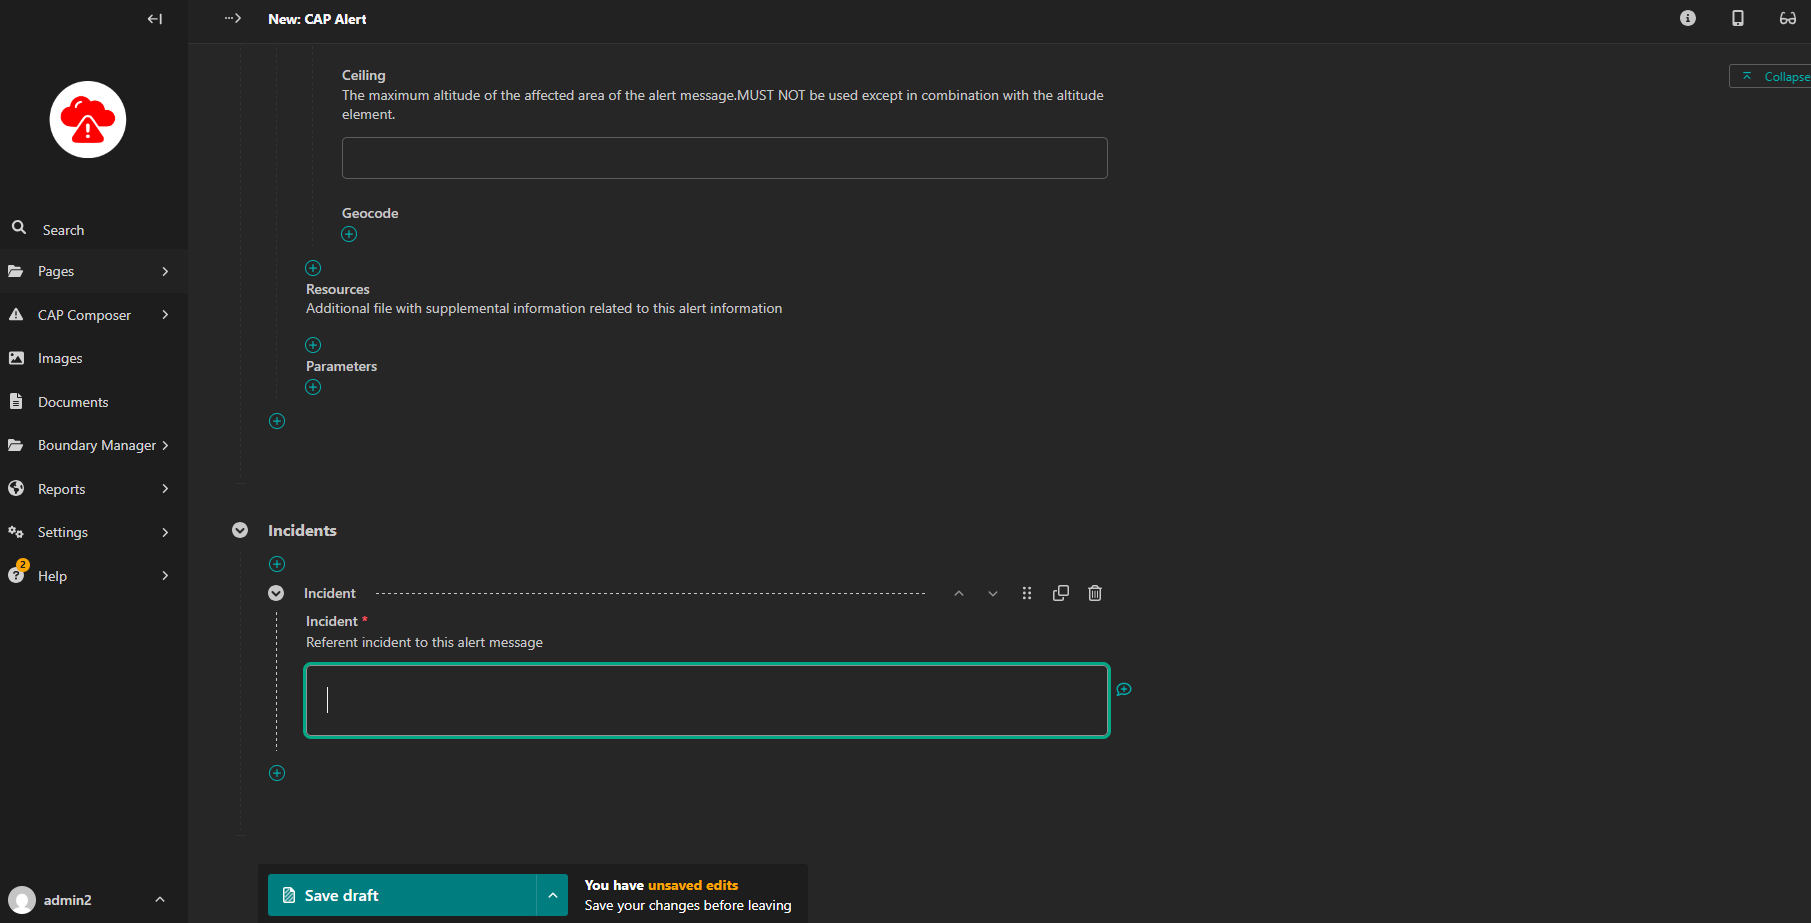 New: CAP Alert
Search
Pages
CAP Composer
Images
Documents
Boundary Manager
Reports
Settings
2
Help
admin2
Collapse
Ceiling
The maximum altitude of the affected area of the alert message.MUST NOT be used except in combination with the altitude
element.
Geocode
Resources
Additional file with supplemental information related to this alert information
Parameters
Incidents
Incident
Incident *
Referent incident to this alert message
Save draft
You have unsaved edits
Save your changes before leaving